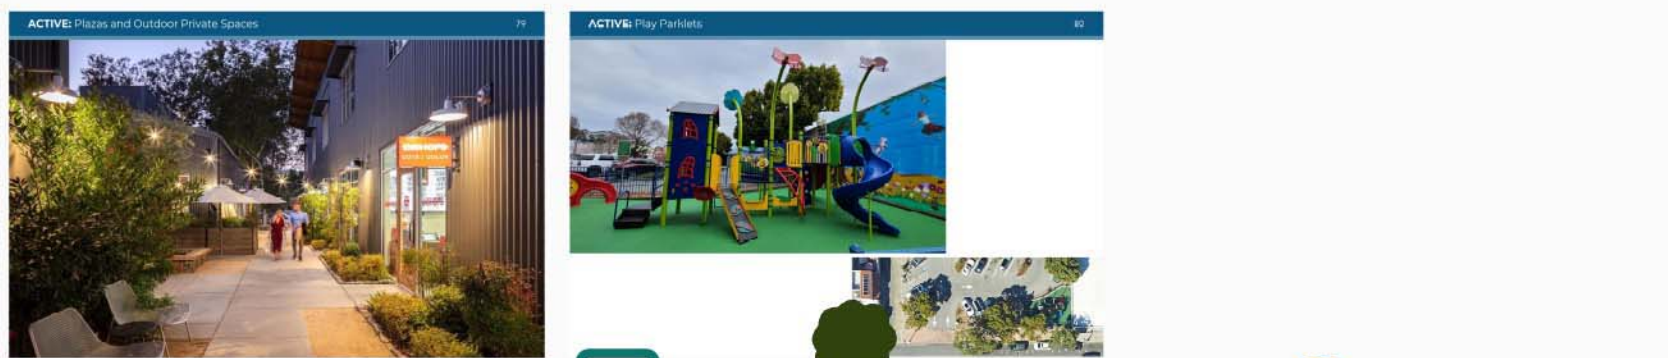 ACTIVE: Plazas and Outdoor Private Spaces
79
ACTIVE: Play Parklets
80